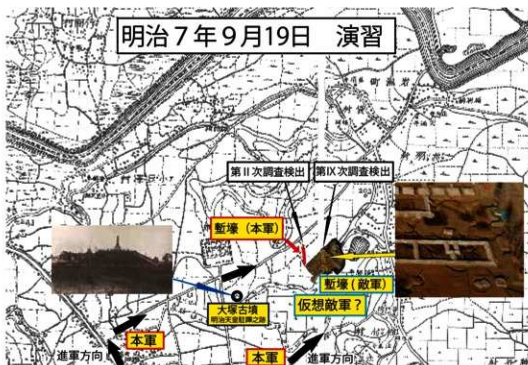 明治7年9月19日　演習
第Ⅱ次調査検出
第Ⅸ次調査検出
塹壕（本軍）
塹壕(敵軍)
仮想敵軍？
大塚古墳
明治天皇駐蹕之跡
本軍
進軍方向
本軍
進軍方向